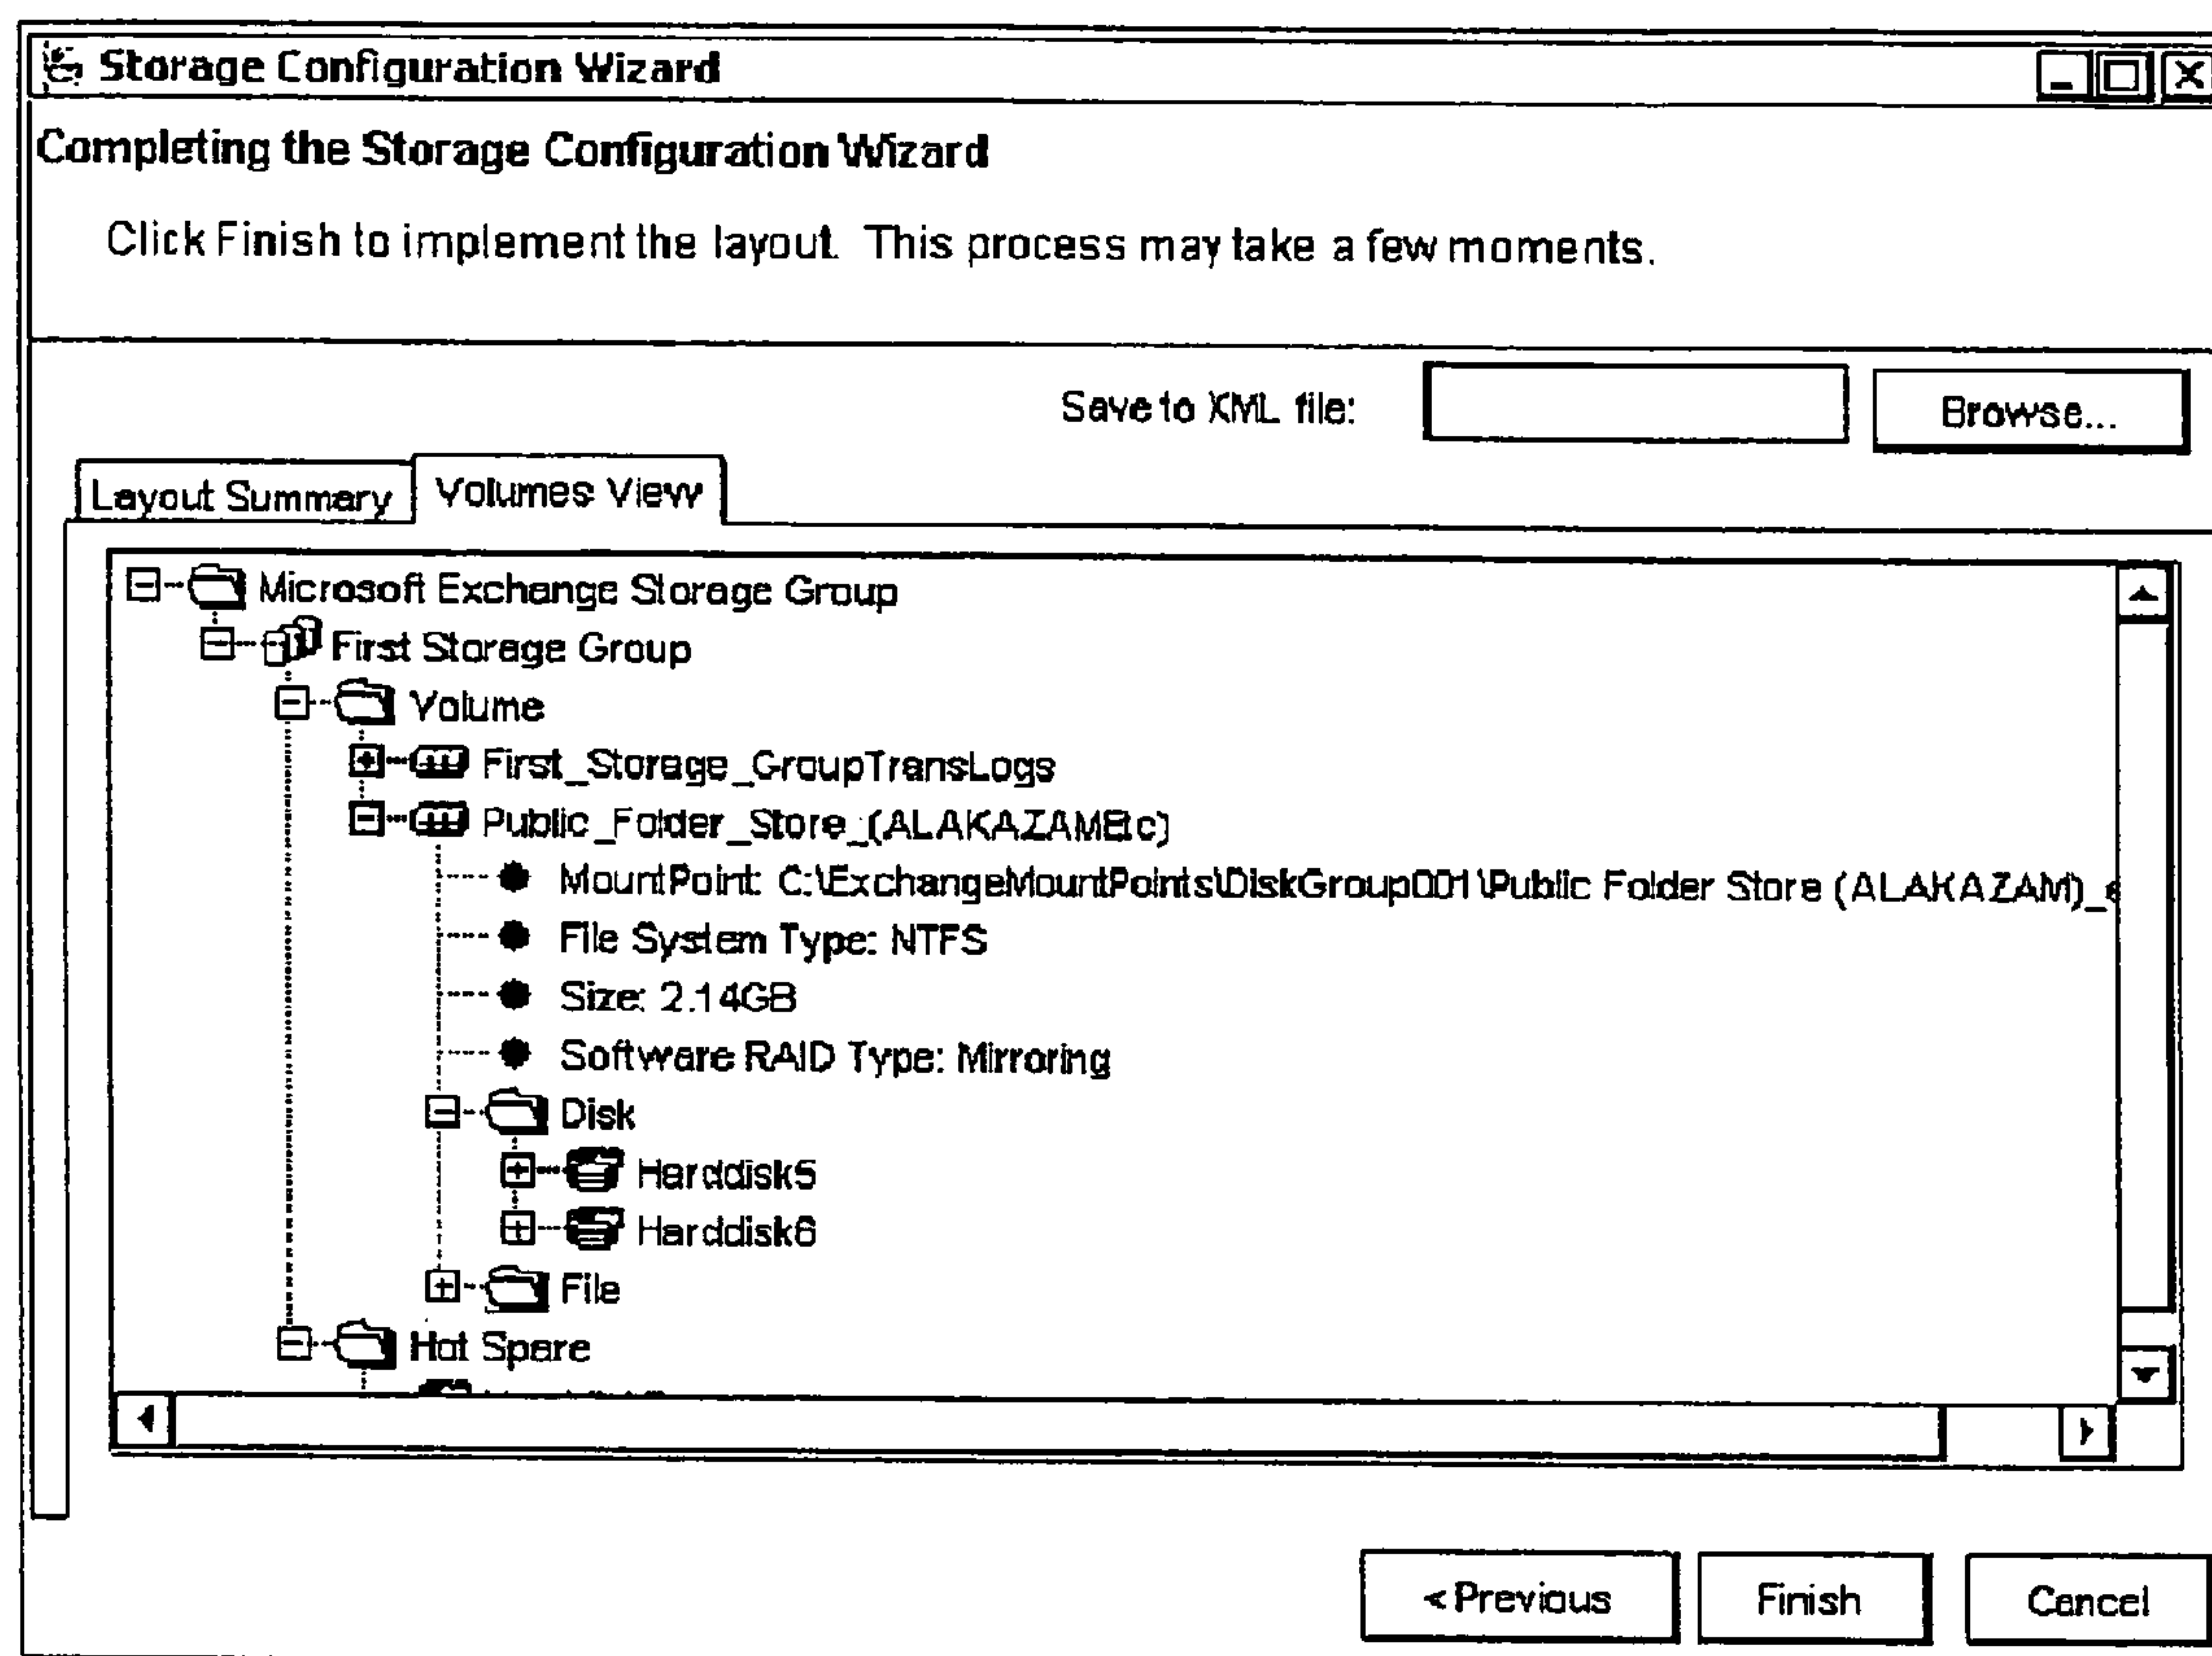 Storage Configuration Wizard
Completing the Storage Configuration Wizard
Click Finish to implement the layout. This process may take a few moments.
Save to XML file:
Browse...
Layout Summary
Volumes View
Microsoft Exchange Storage Group
First Storage Group
Volume
First_Storage_GroupTransLogs
Public_Folder_Store_(ALAKAZAMEtc)
MountPoint: C:\ExchangeMountPoints\DiskGroup001\Public Folder Store (ALAKAZAM)_e
File System Type: NTFS
Size: 2.14GB
Software RAID Type: Mirroring
Disk
Harddisk5
Harddisk6
File
Hot Spare
< Previous
Finish
Cancel